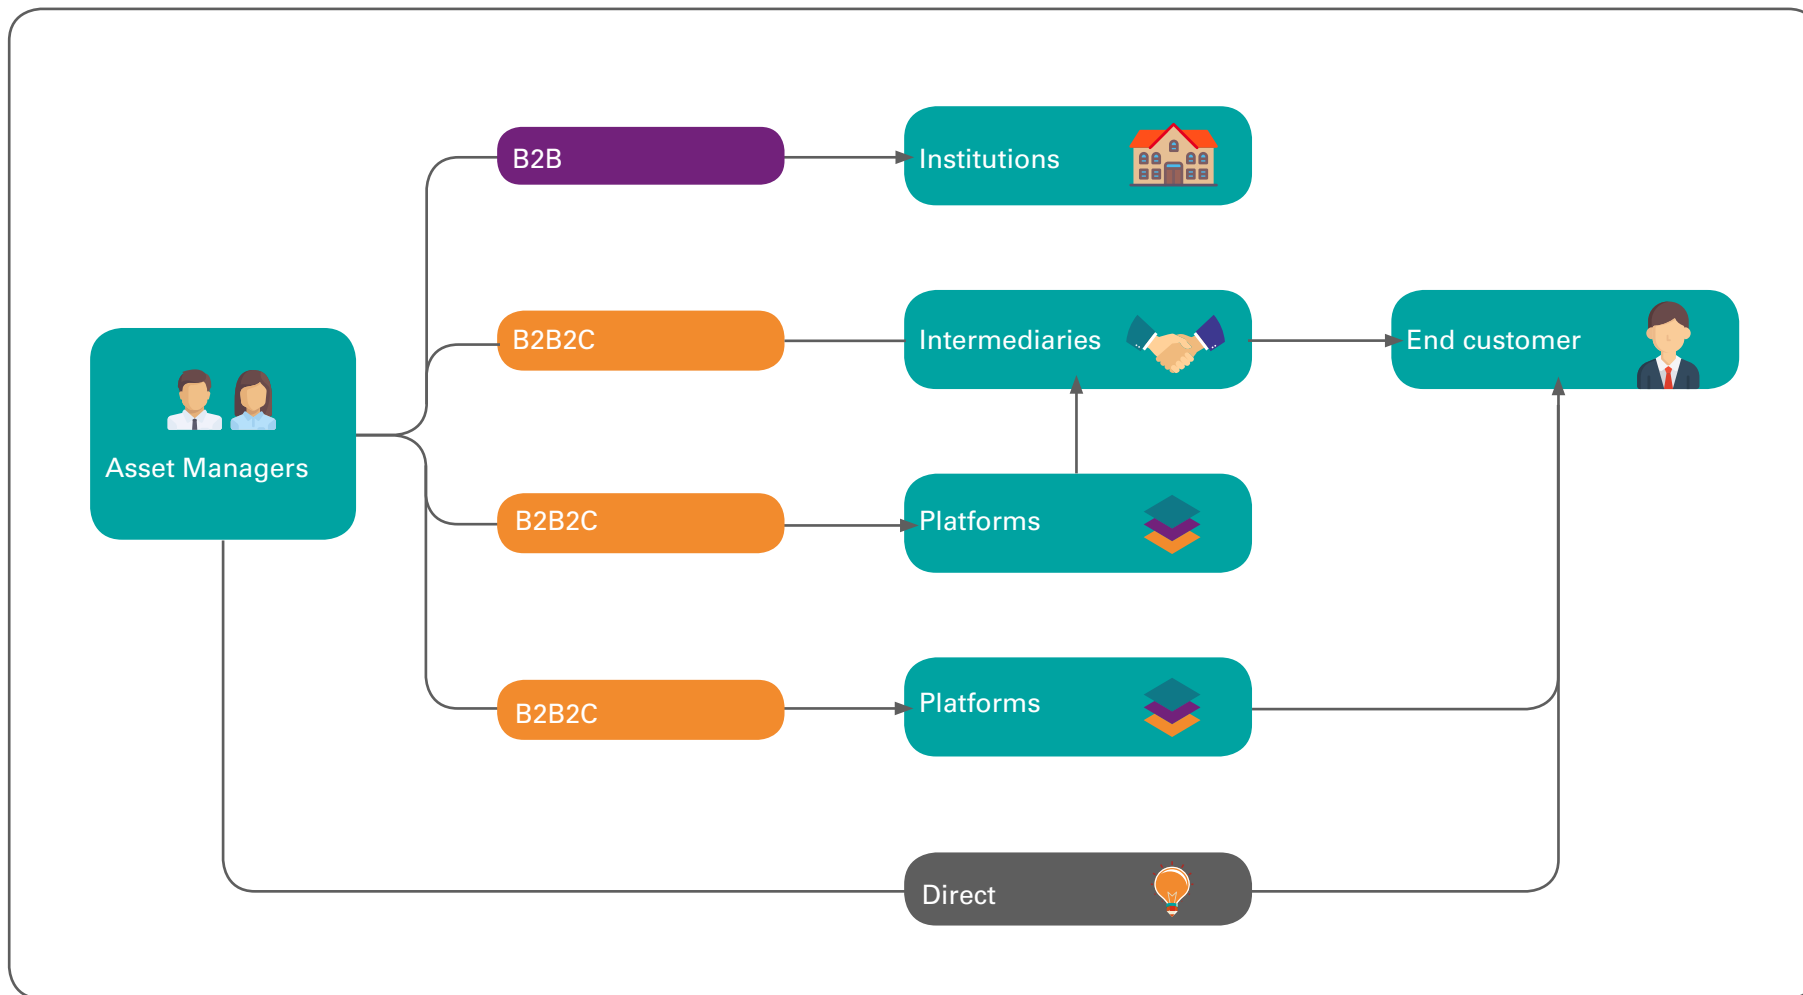 B2B
Institutions
B2B2C
Intermediaries
End customer
Asset Managers
B2B2C
Platforms
B2B2C
Platforms
Direct